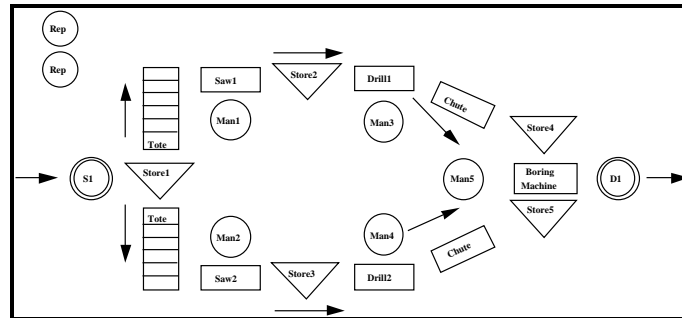 Rep
Rep
Saw1
Store2
Drill1
Chute
Man1
Man3
Store4
Tote
S1
Store1
Man5
Boring
Machine
D1
Tote
Man2
Man4
Store5
Chute
Saw2
Store3
Drill2